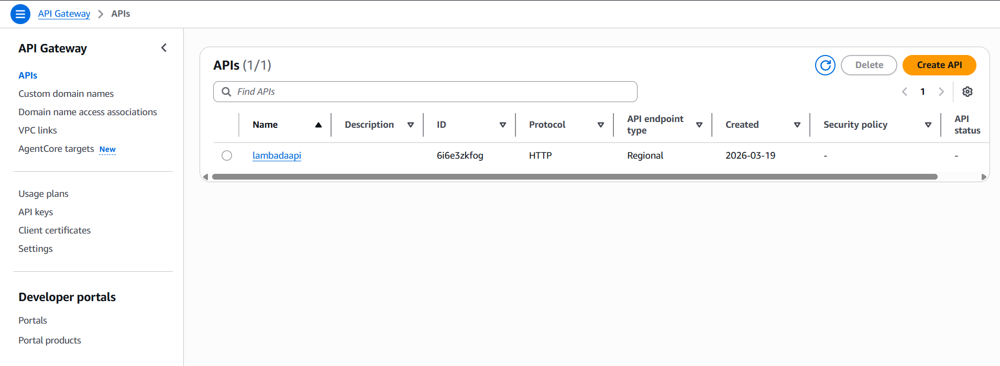 API Gateway > APIs
API Gateway
APIs
Custom domain names
Domain name access associations
VPC links
AgentCore targets New
Usage plans
API keys
Client certificates
Settings
Developer portals
Portals
Portal products
APIs (1/1)
Delete
Create API
Find APIs
1
Name Description ID Protocol API endpoint type Created Security policy API status
lambadaapi 6i6e3zkfog HTTP Regional 2026-03-19 - -